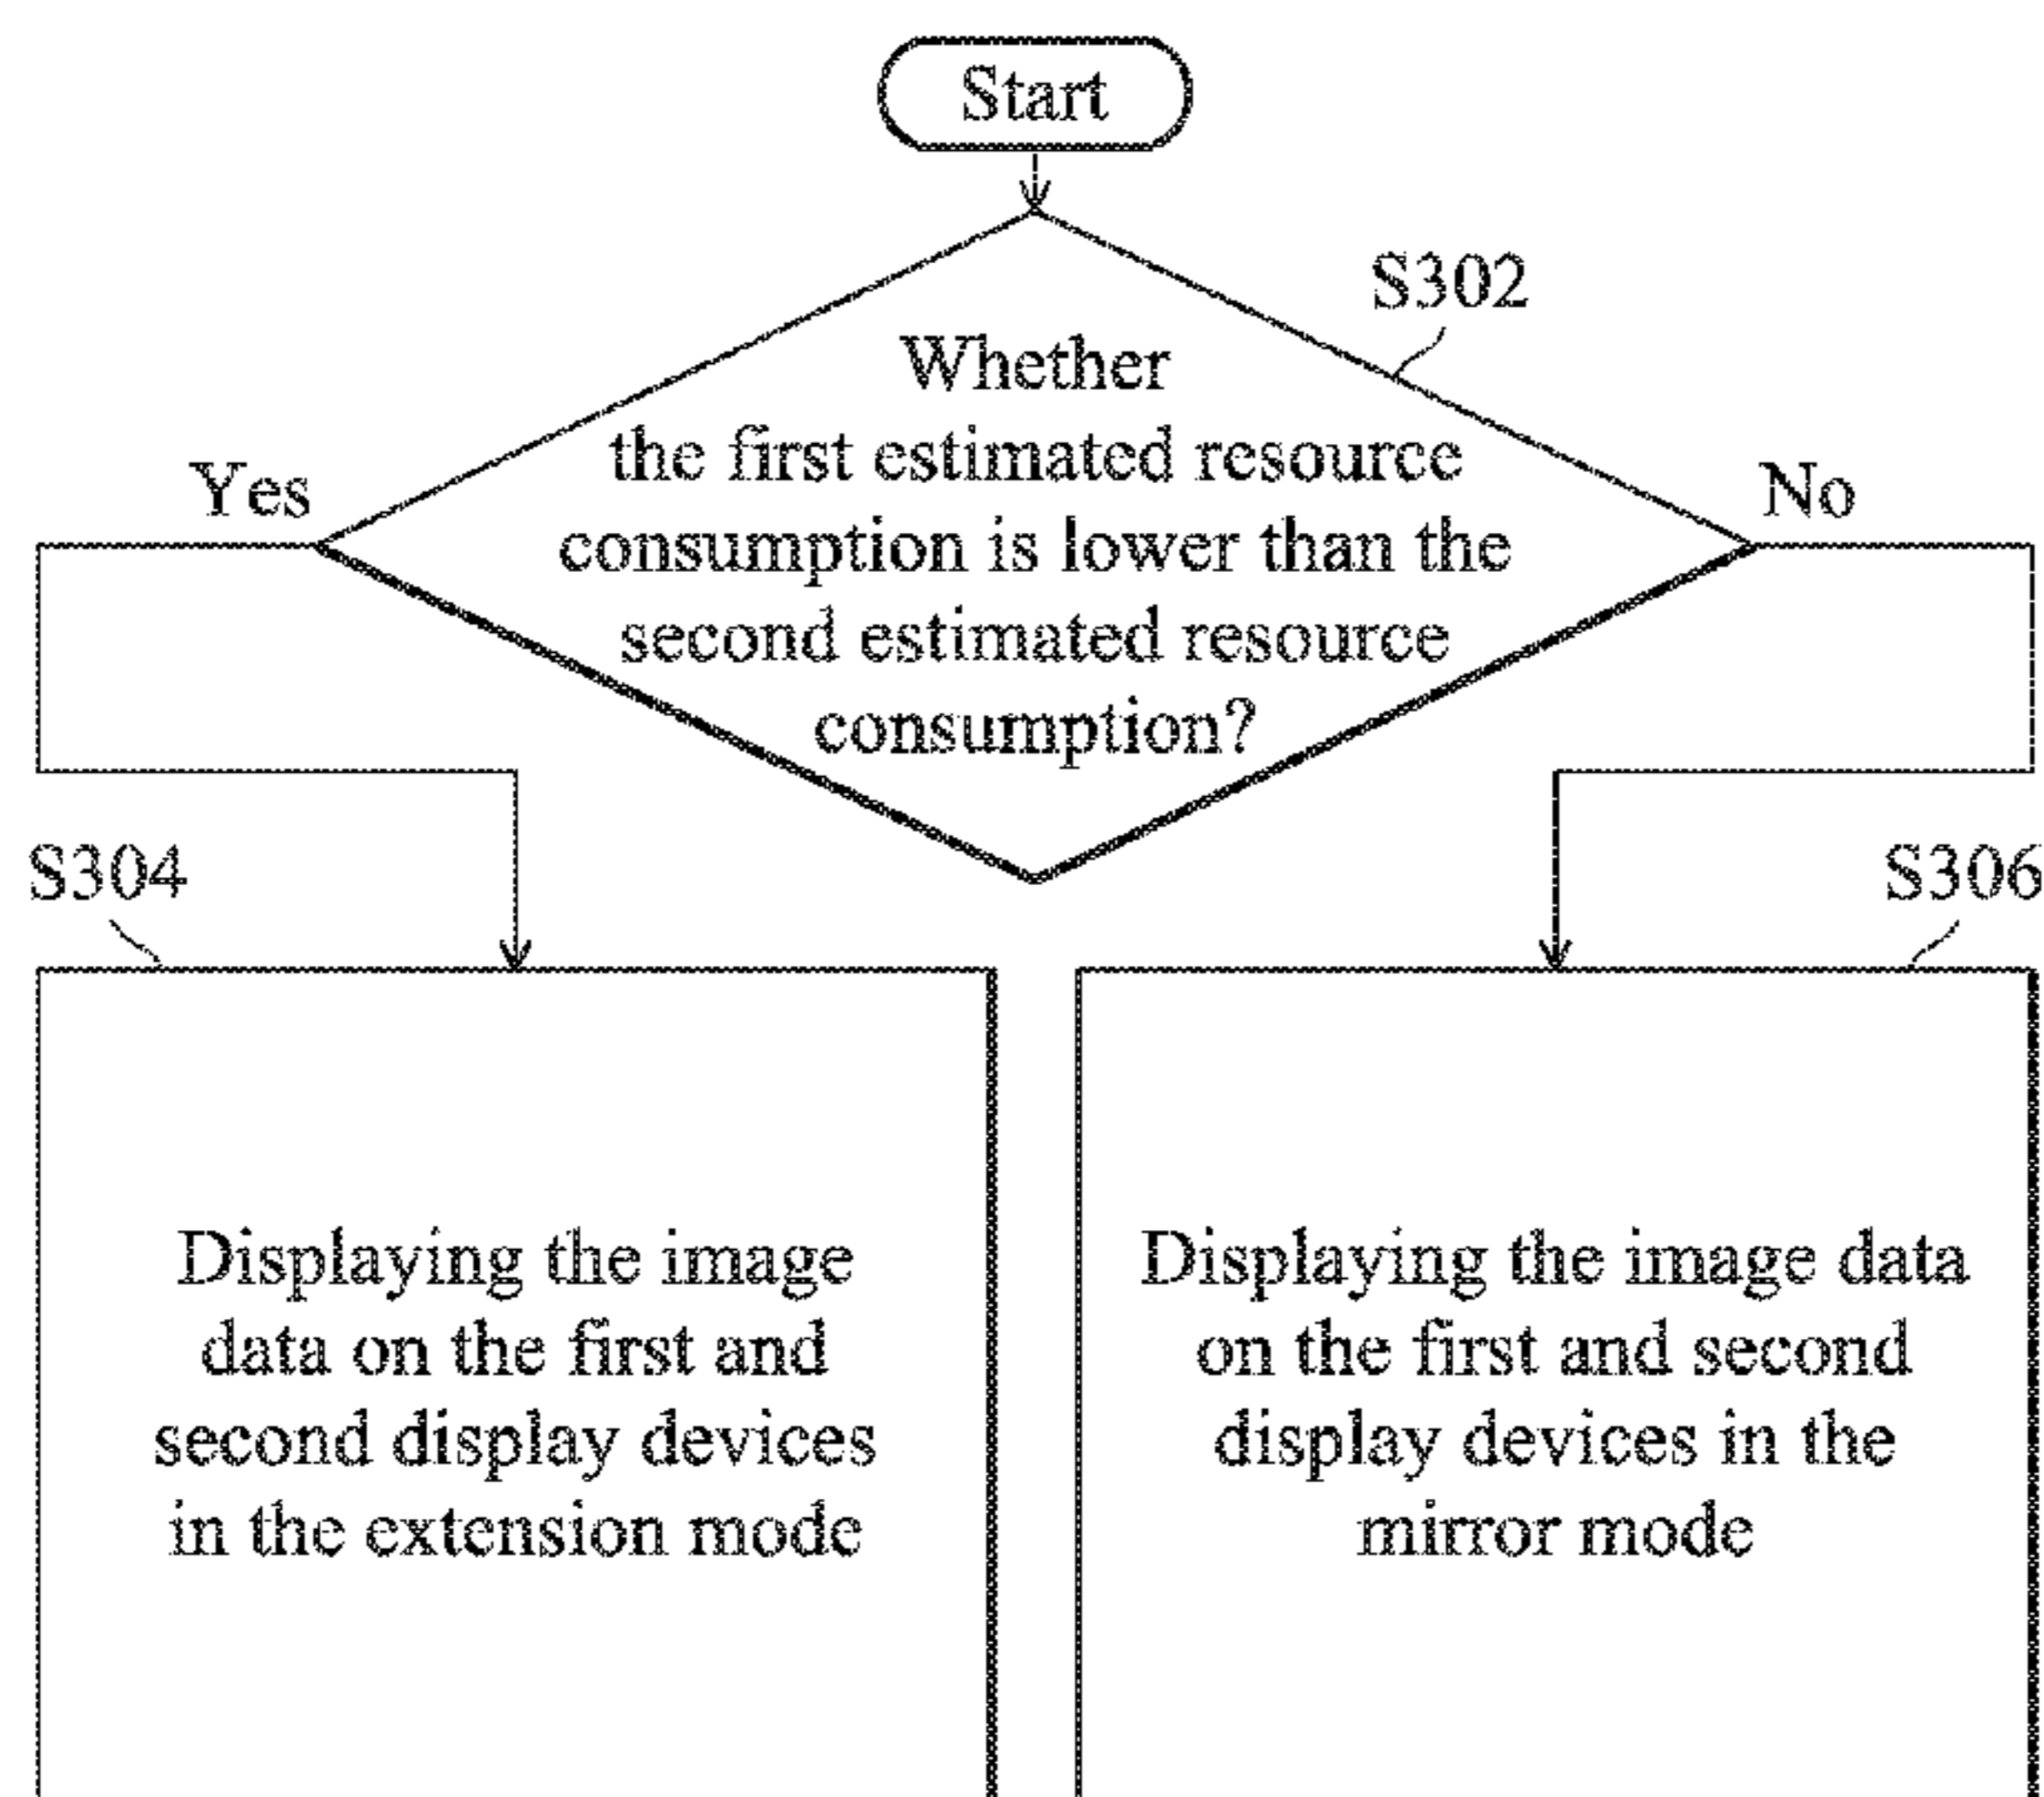 Start
S302
Whether
the first estimated resource
consumption is lower than the
second estimated resource
consumption?
Yes
No
S304
S306
Displaying the image
data on the first and
second display devices
in the extension mode
Displaying the image data
on the first and second
display devices in the
mirror mode